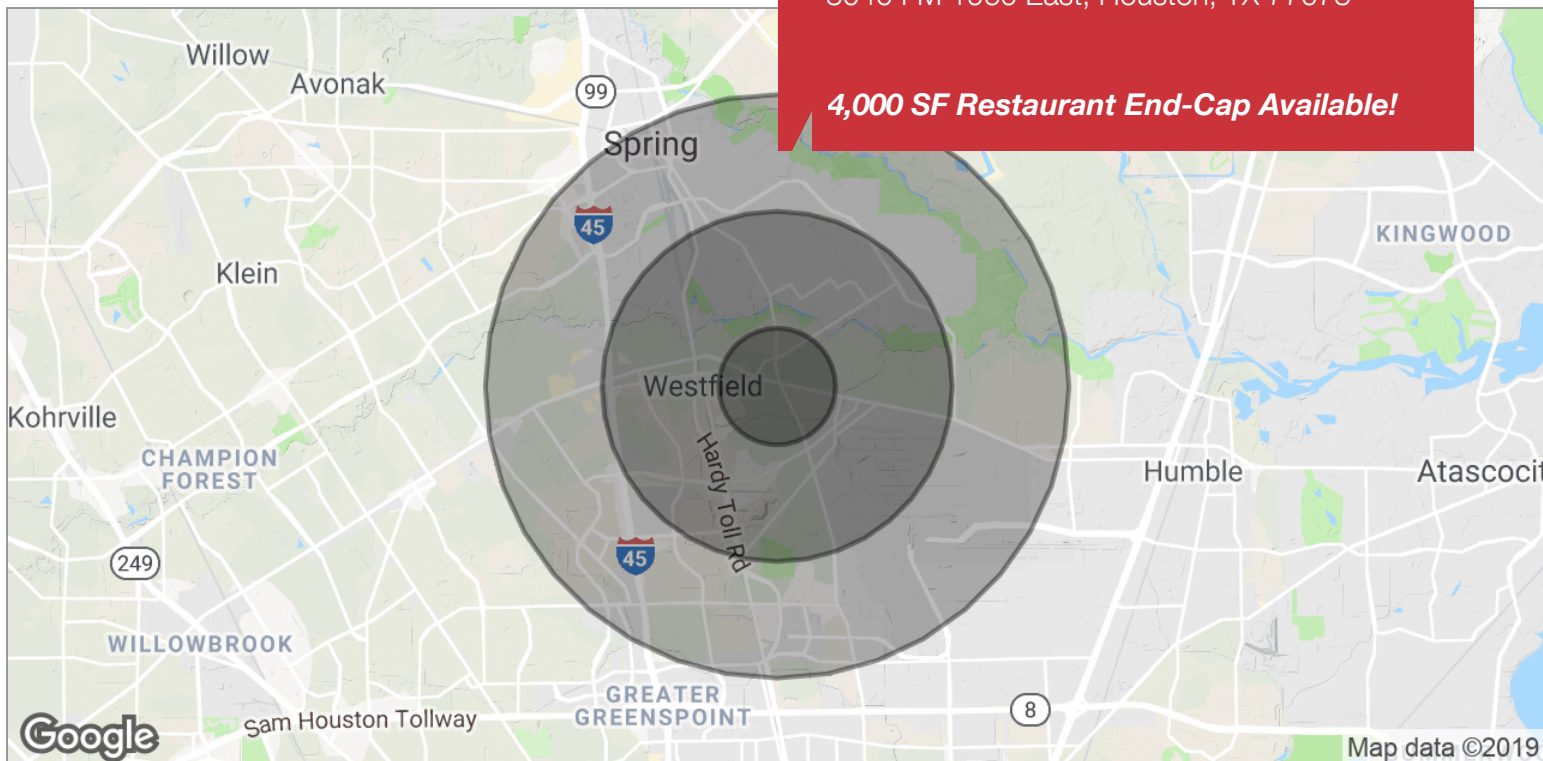 4,000 SF Restaurant End-Cap Available!
Willow
Avonak
99
Spring
45
KINGWOOD
Klein
Westfield
Kohrville
CHAMPION
FOREST
Hardy Toll Rd
Humble
Atascocit
45
249
WILLOWBROOK
GREATER
GREENSPOINT
8
Sam Houston Tollway
Google
Map data ©2019